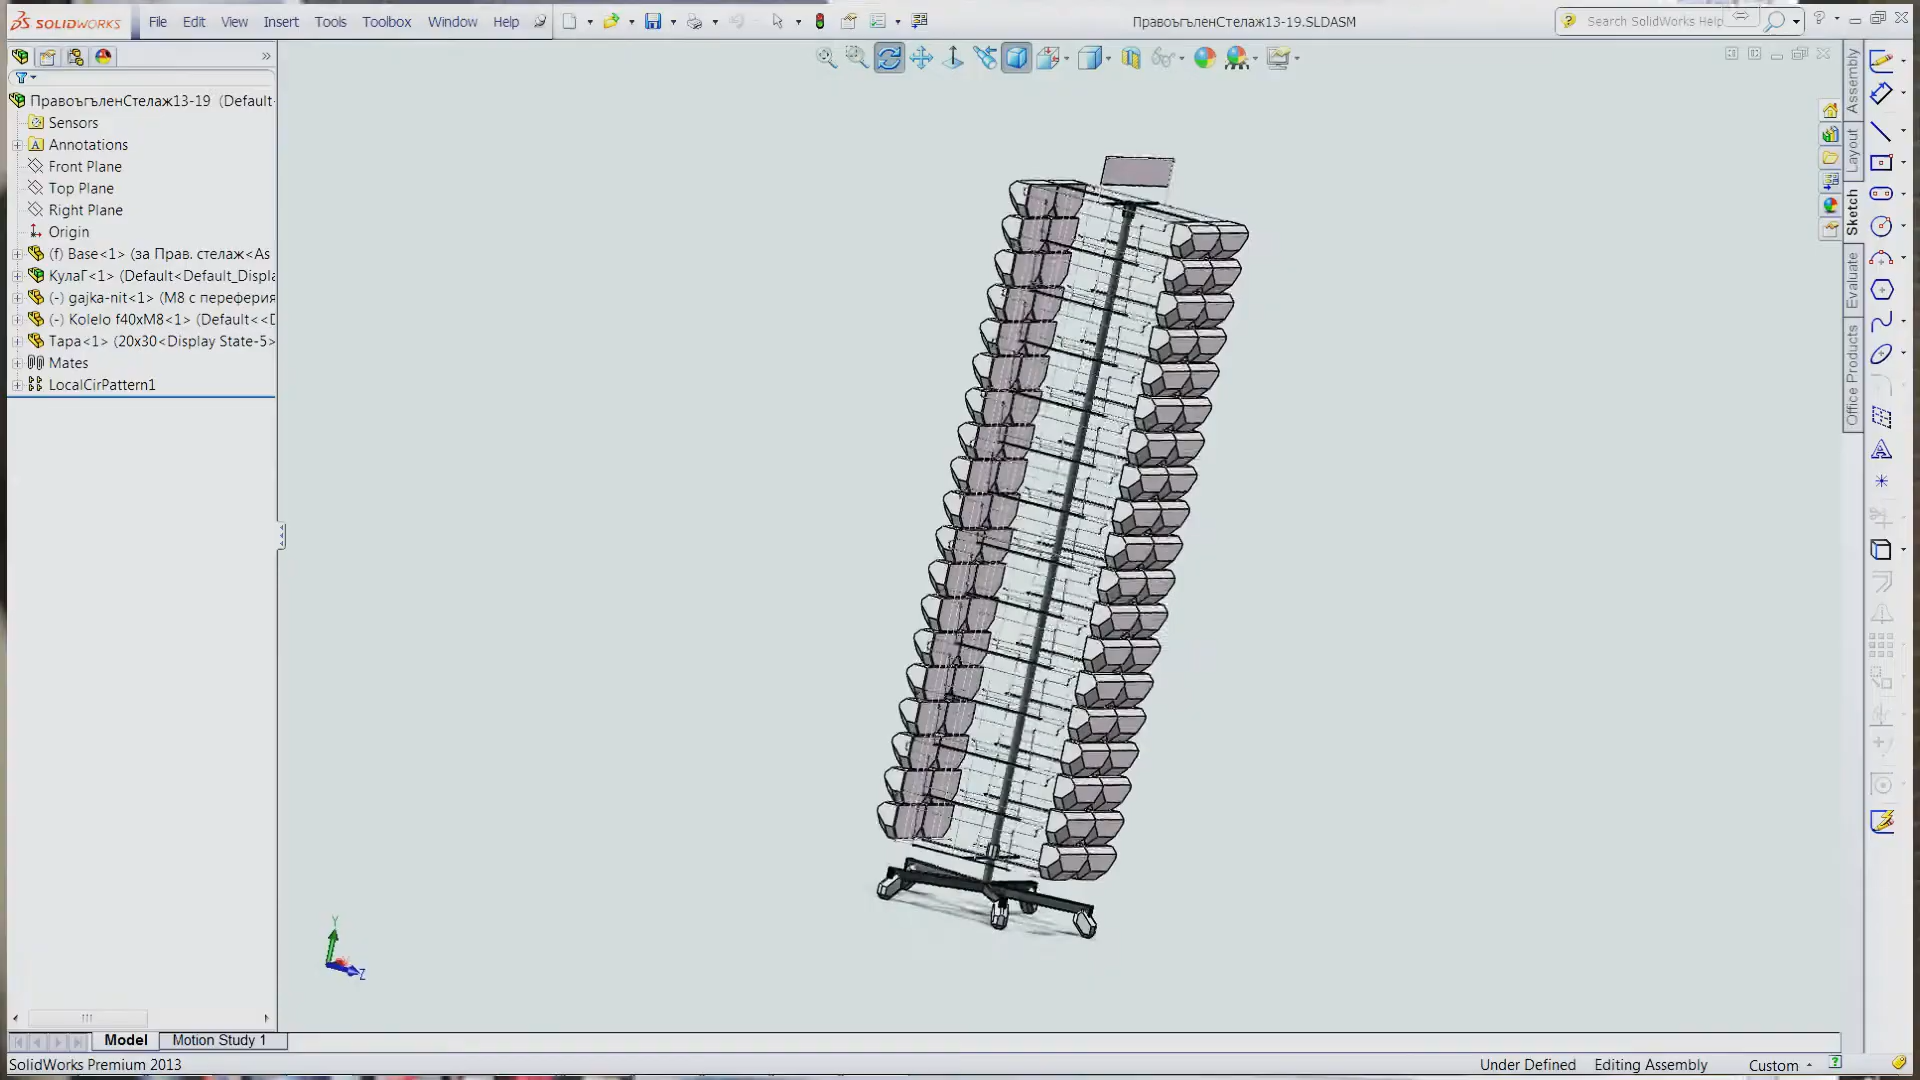 SOLIDWORKS File Edit View Insert Tools Toolbox Window Help ПравоъгъленСтелаж13-19.SLDASM Search SolidWorks Help
ПравоъгъленСтелаж13-19 (Default-
Sensors
Annotations
Front Plane
Top Plane
Right Plane
Origin
(f) Base<1> (за Прав. стелаж<As
КулаГ<1> (Default<Default_Displa
(-) gajka-nit<1> (M8 с переферия
(-) Kolelo f40xM8<1> (Default<<D
Тара<1> (20x30<Display State-5>
Mates
LocalCirPattern1
Assembly
Layout
Sketch
Evaluate
Office Products
Y
Z
Model Motion Study 1
SolidWorks Premium 2013 Under Defined Editing Assembly Custom